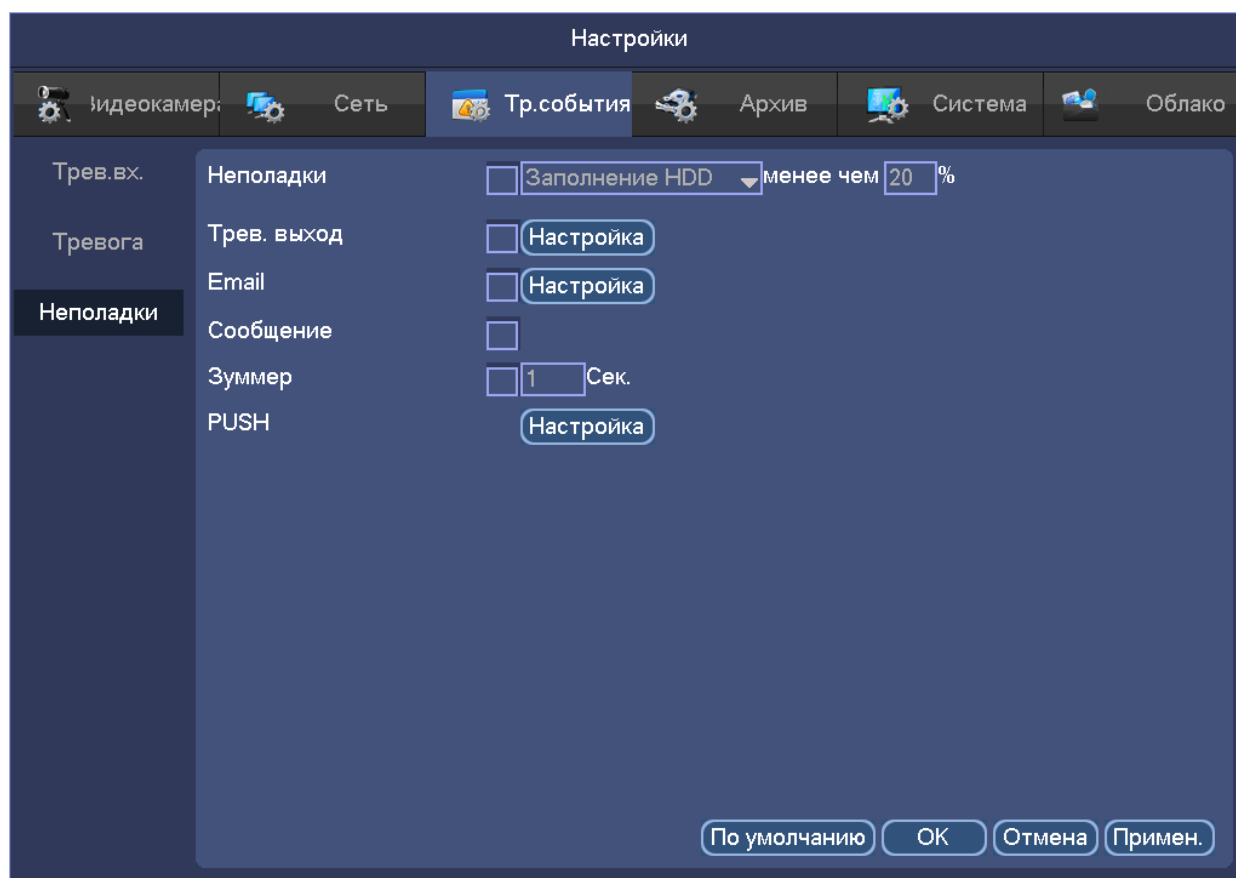 Настройки
Видеокамера Сеть Тр.события Архив Система Облако
Трев.вх.
Тревога
Неполадки
Неполадки Заполнение HDD менее чем 20 %
Трев. выход Настройка
Email Настройка
Сообщение
Зуммер 1 Сек.
PUSH Настройка
По умолчанию OK Отмена Примен.